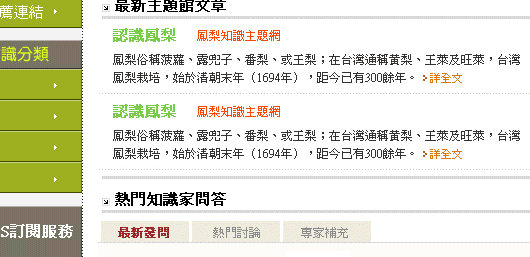 薦連結
識分類
S訂閱服務
最新主題館文章
認識鳳梨 鳳梨知識主題網
鳳梨俗稱菠蘿、露兜子、番梨、或王梨；在台灣通稱黃梨、王萊及旺萊，台灣
鳳梨栽培，始於清朝末年（1694年），距今已有300餘年。 詳全文
認識鳳梨 鳳梨知識主題網
鳳梨俗稱菠蘿、露兜子、番梨、或王梨；在台灣通稱黃梨、王萊及旺萊，台灣
鳳梨栽培，始於清朝末年（1694年），距今已有300餘年。 詳全文
熱門知識家問答
最新發問 熱門討論 專家補充